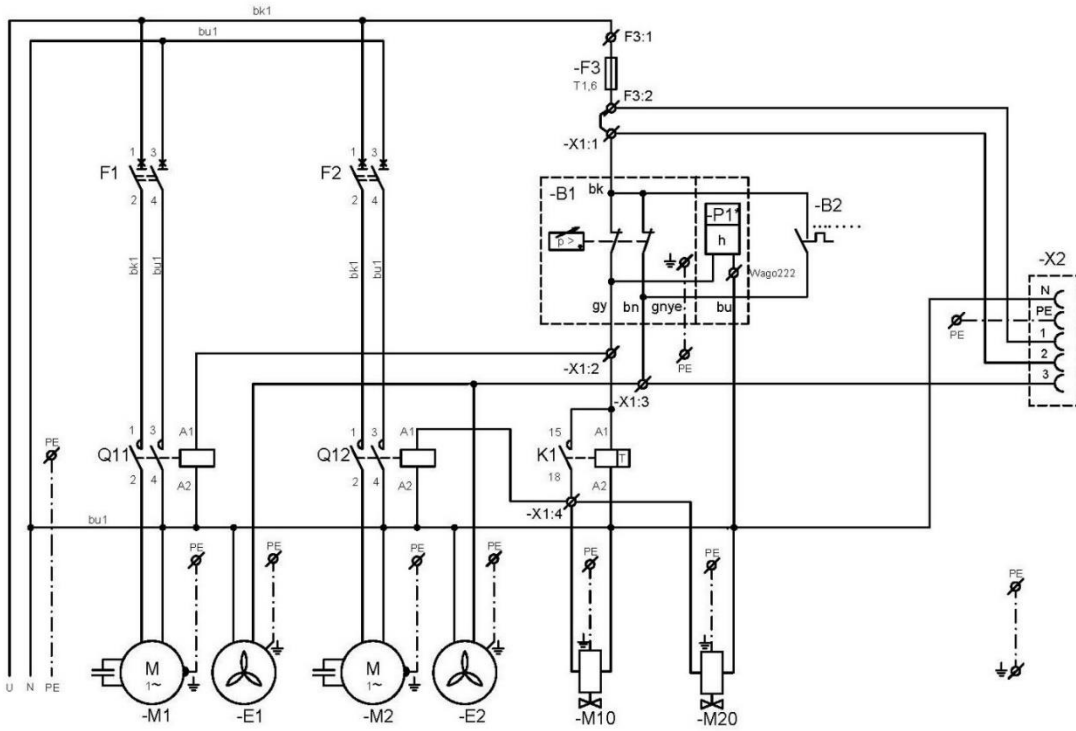 bk1
bu1
F3:1
-F3
T1,6
F3:2
-X1:1
1 3
F1
2 4
1 3
F2
2 4
-B1
bk
-P1*
h
p >
-B2
Wago222
gy
bn
gnye
bu
PE
-X2
N
PE
1
2
3
PE
bk1
bu1
bk1
bu1
-X1:2
-X1:3
PE
1 3
Q11
2 4
A1
A2
1 3
Q12
2 4
A1
A2
15
K1
18
A1
T
A2
-X1:4
bu1
PE
PE
PE
PE
PE
PE
PE
U N PE
M
1~
-M1
-E1
M
1~
-M2
-E2
-M10
-M20